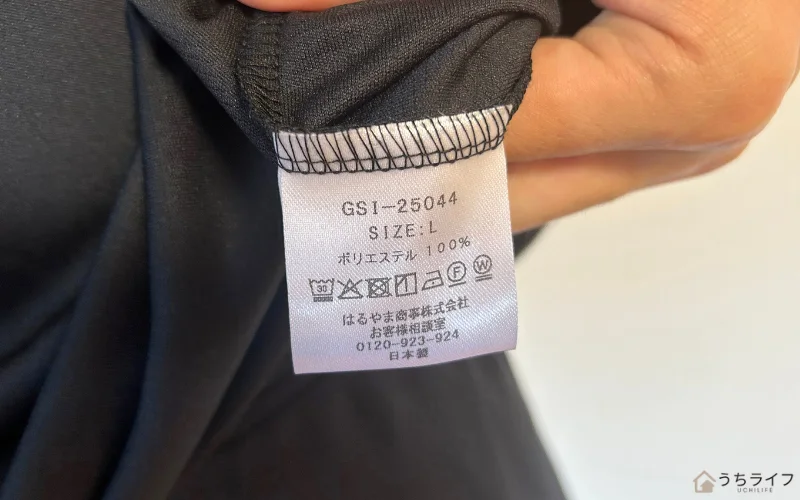 GSI-25044
SIZE:L
ポリエステル 100%
30 F W
はるやま商事株式会社
お客様相談室
0120-923-924
日本製
うちライフ
UCHILIFE